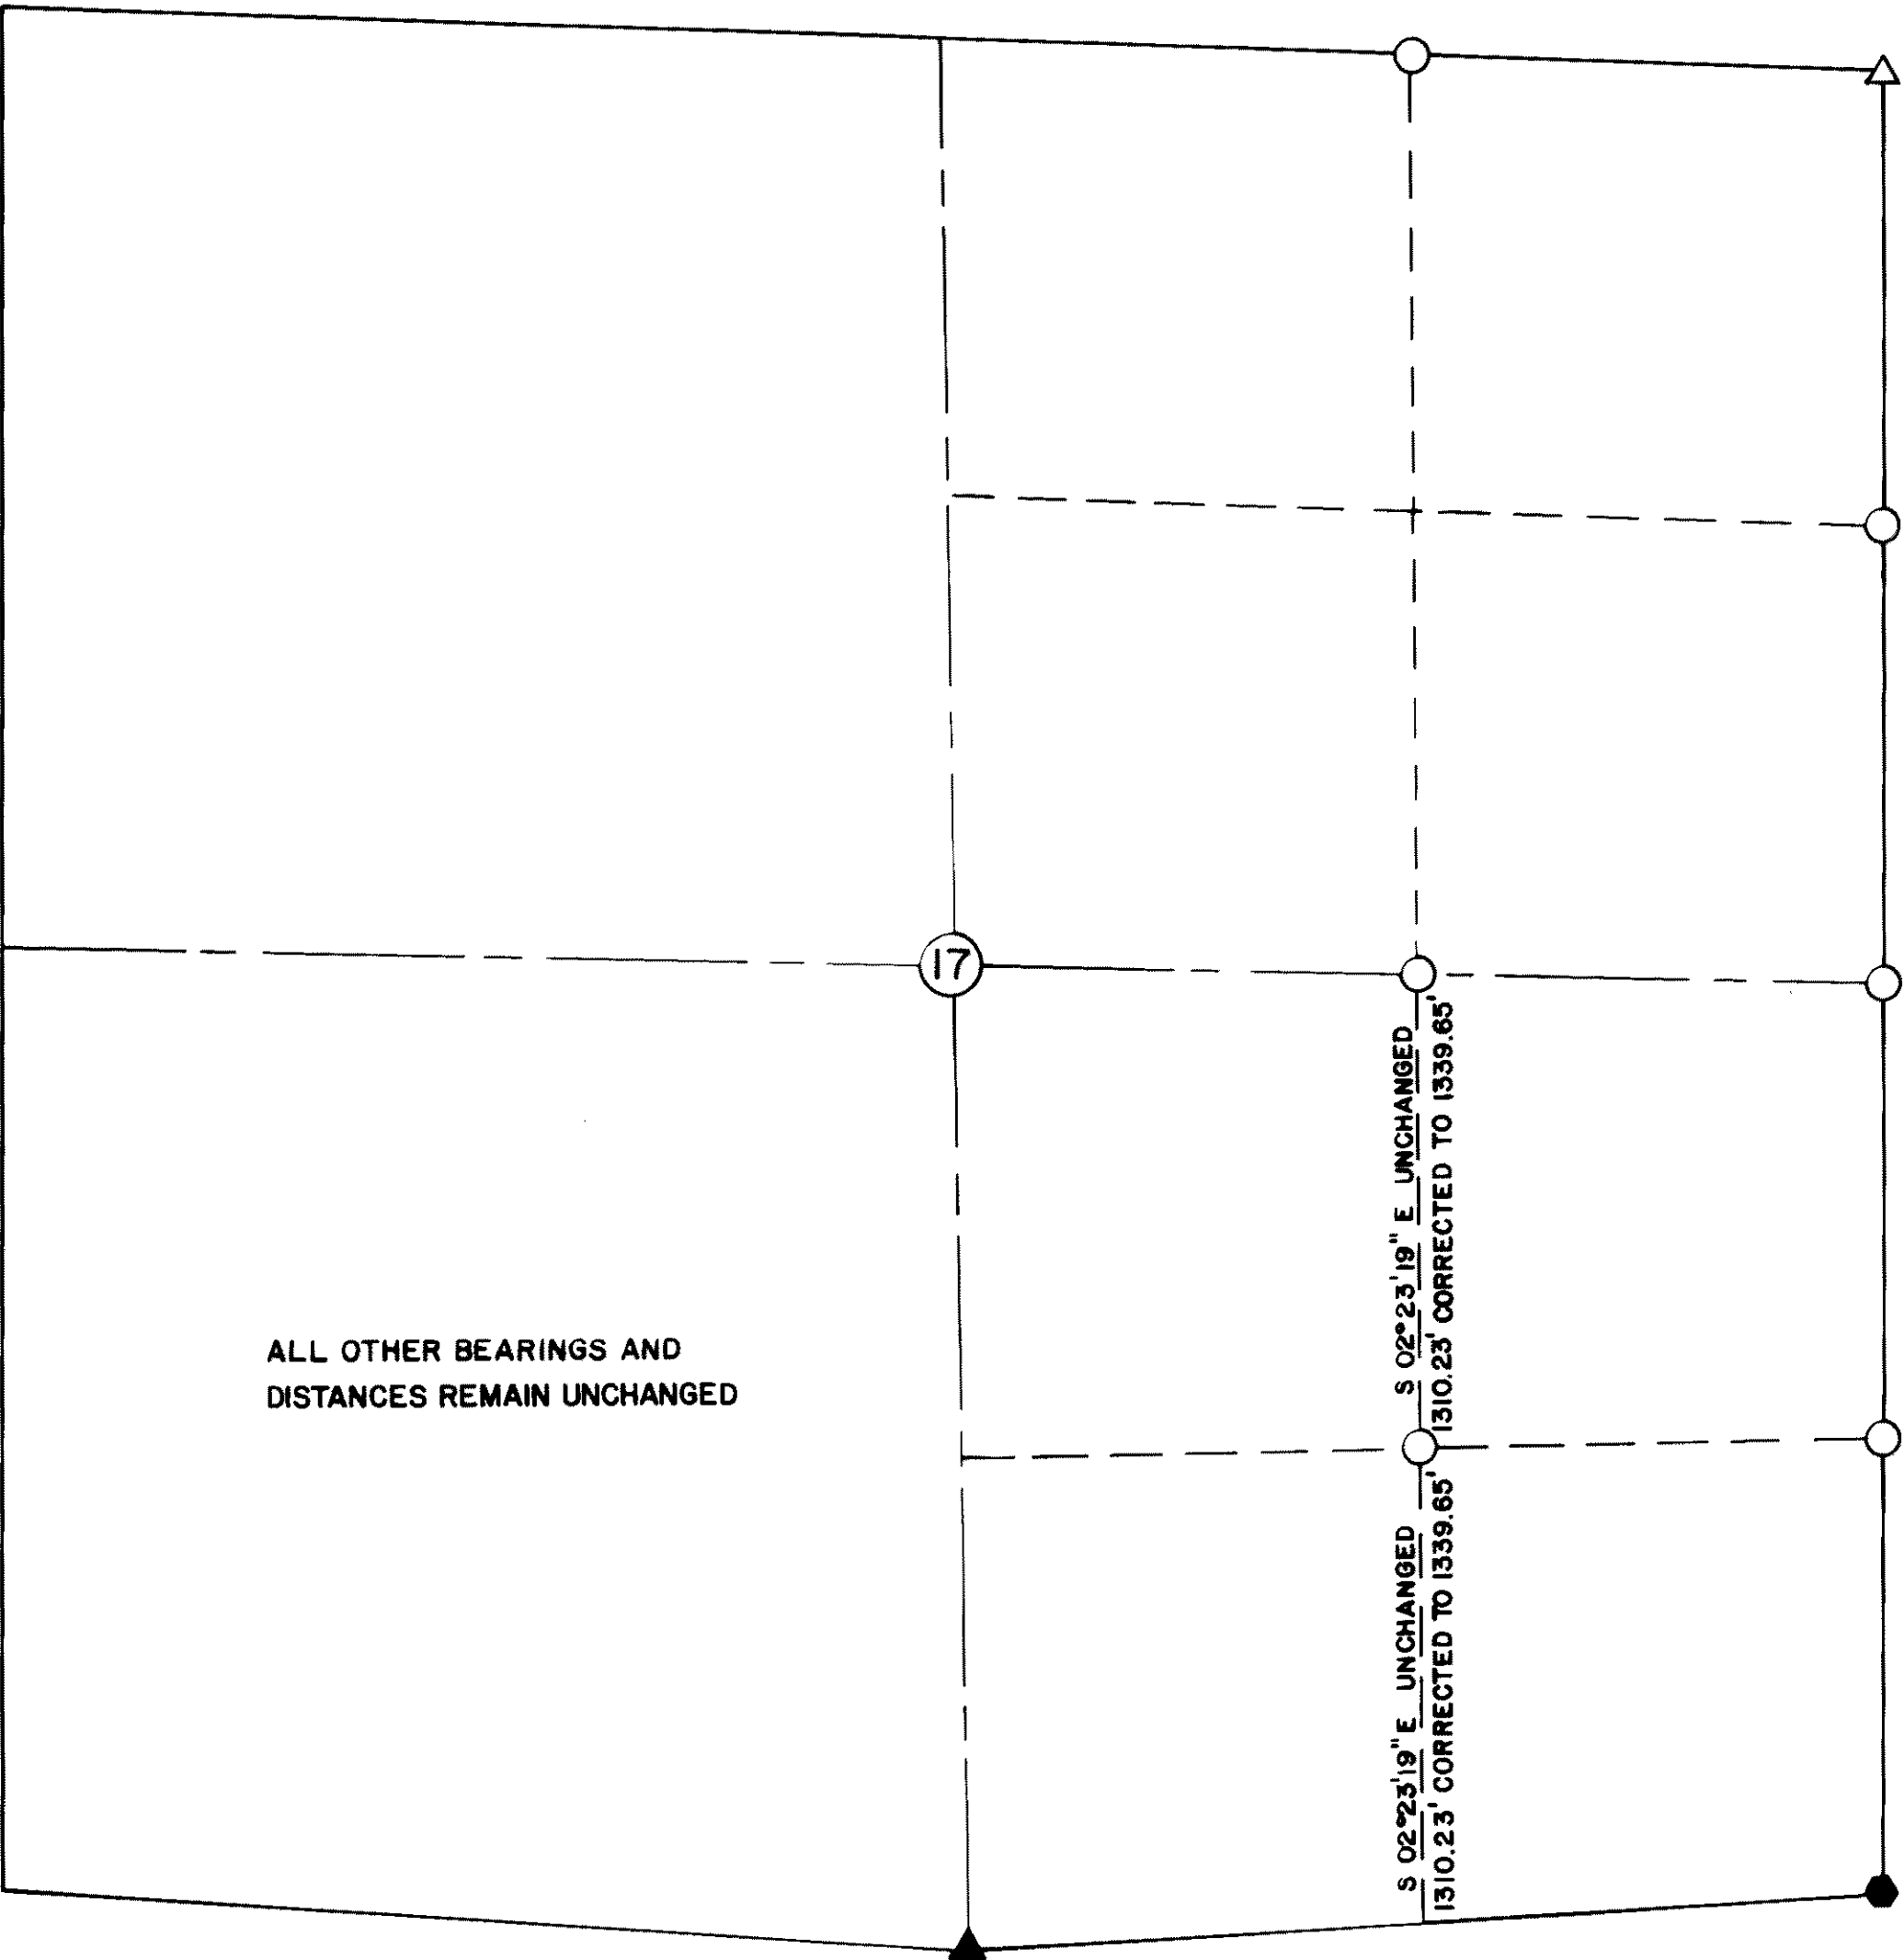 17
S 02°23'19" E UNCHANGED
1310.23' CORRECTED TO 1339.65'
ALL OTHER BEARINGS AND
DISTANCES REMAIN UNCHANGED
S 02°23'19" E UNCHANGED
1310.23' CORRECTED TO 1339.65'